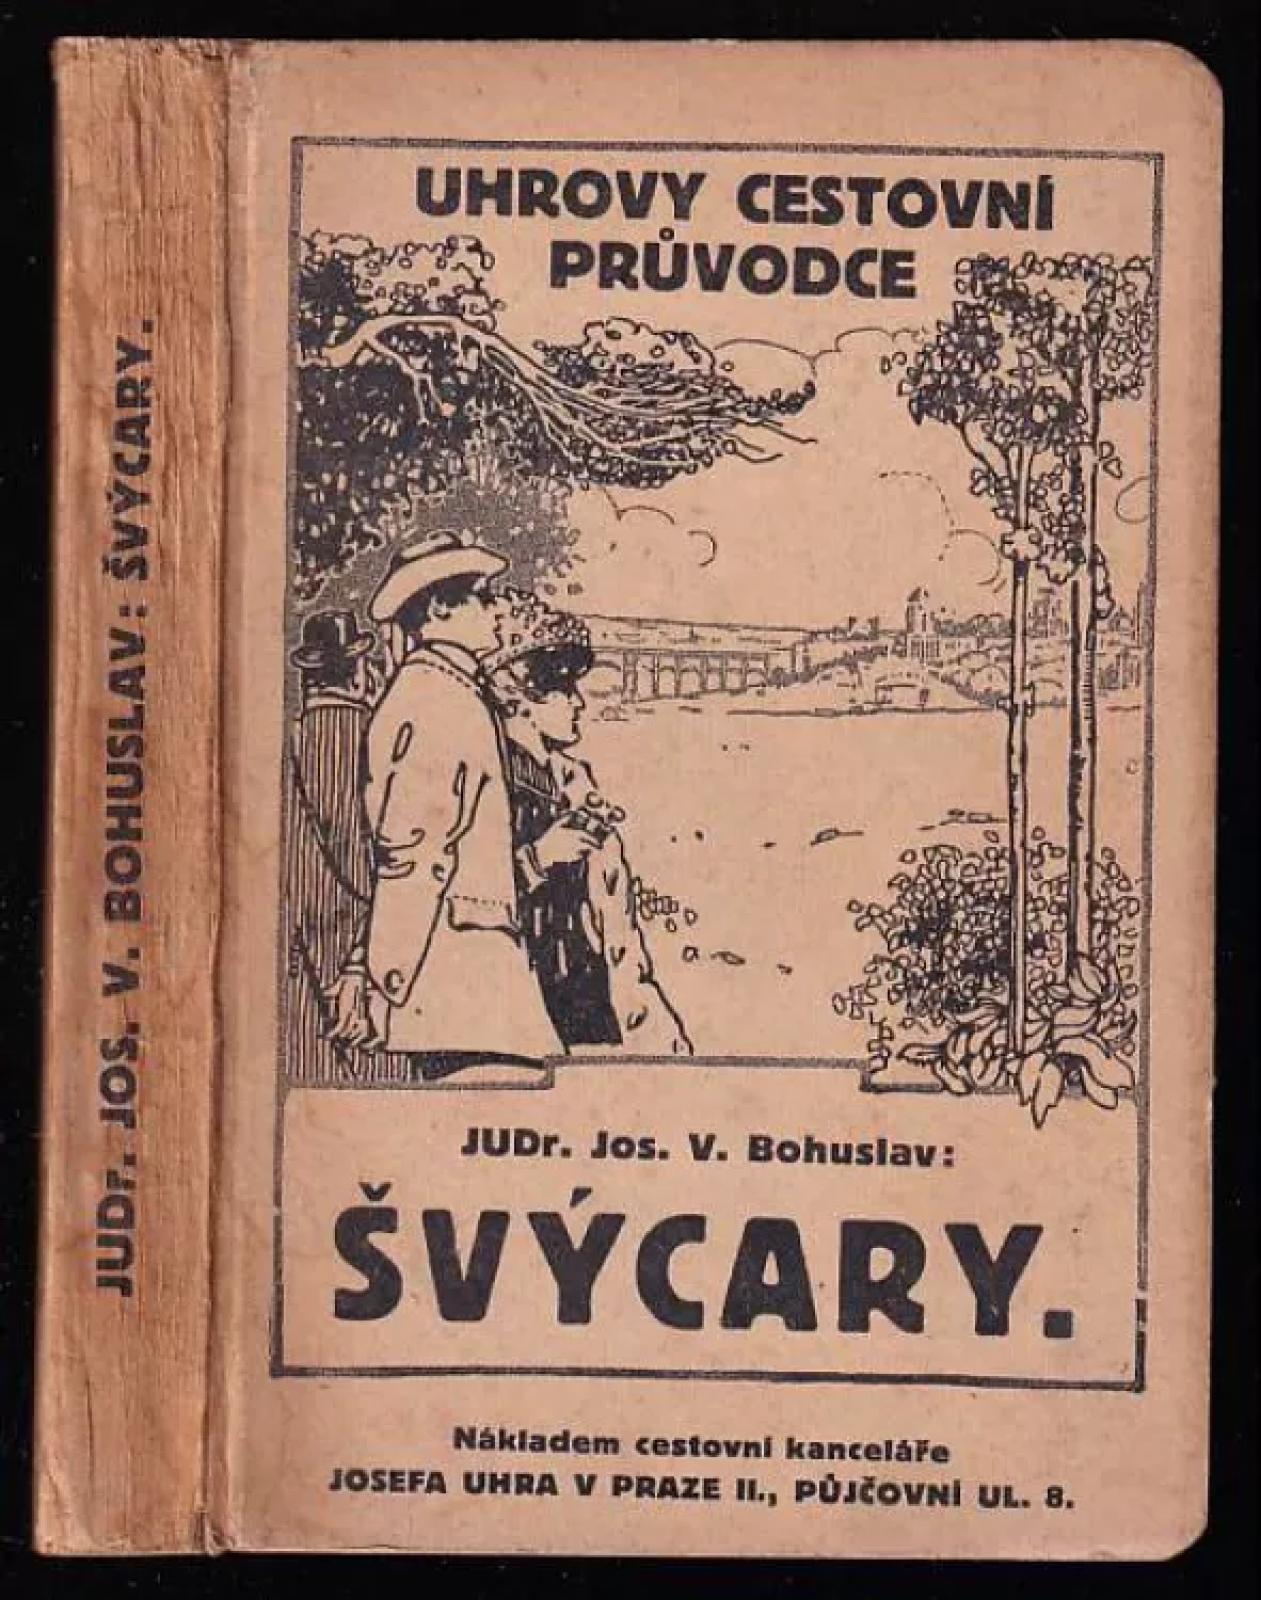 JUDr. JOS. V. BOHUSLAV: ŠVÝCARY.
UHROVY CESTOVNÍ
PRŮVODCE
JUDr. Jos. V. Bohuslav:
ŠVÝCARY.
Nákladem cestovní kanceláře
JOSEFA UHRA V PRAZE II., PŮJČOVNÍ UL. 8.